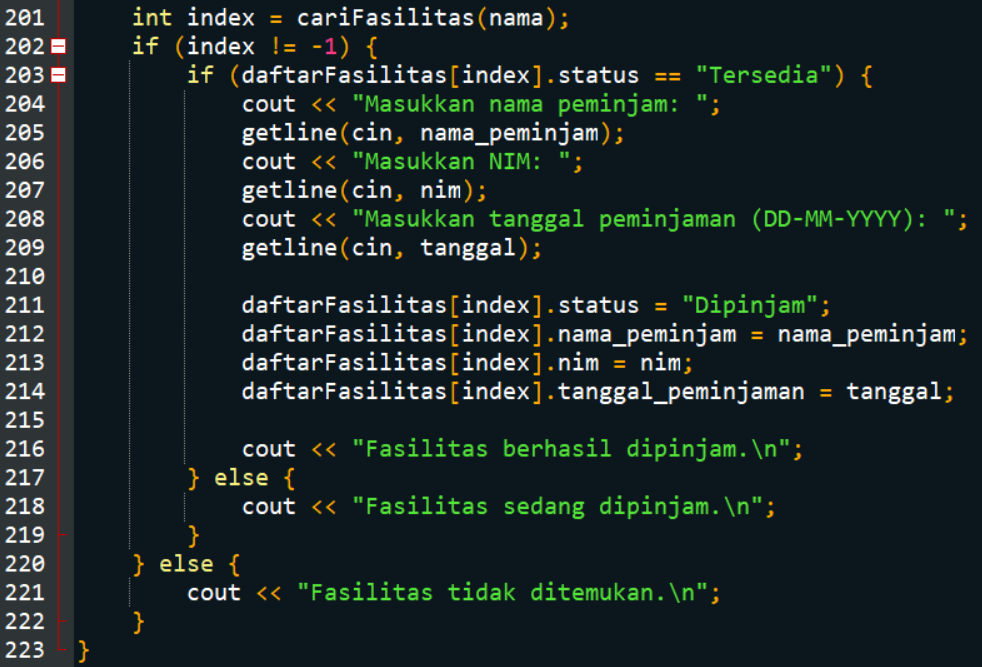 201 int index = cariFasilitas(nama);
202 if (index != -1) {
203 if (daftarFasilitas[index].status == "Tersedia") {
204 cout << "Masukkan nama peminjam: ";
205 getline(cin, nama_peminjam);
206 cout << "Masukkan NIM: ";
207 getline(cin, nim);
208 cout << "Masukkan tanggal peminjaman (DD-MM-YYYY): ";
209 getline(cin, tanggal);
210
211 daftarFasilitas[index].status = "Dipinjam";
212 daftarFasilitas[index].nama_peminjam = nama_peminjam;
213 daftarFasilitas[index].nim = nim;
214 daftarFasilitas[index].tanggal_peminjaman = tanggal;
215
216 cout << "Fasilitas berhasil dipinjam.\n";
217 } else {
218 cout << "Fasilitas sedang dipinjam.\n";
219 }
220 } else {
221 cout << "Fasilitas tidak ditemukan.\n";
222 }
223 }